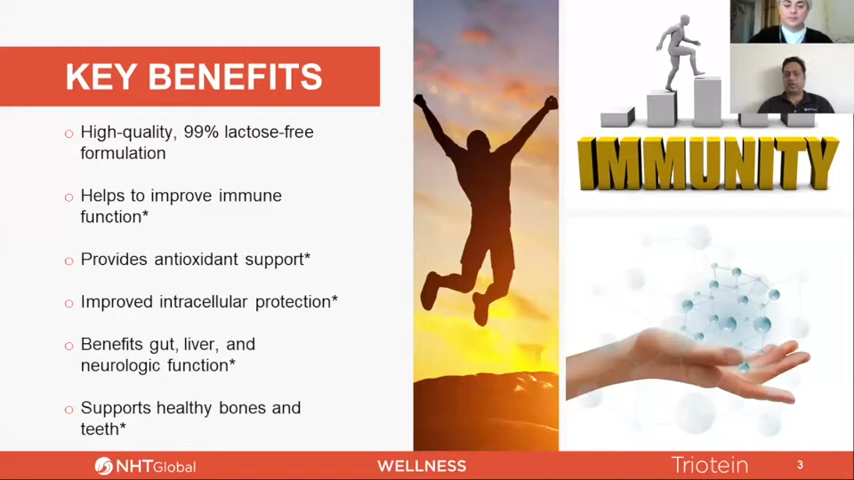 KEY BENEFITS
High-quality, 99% lactose-free
formulation
Helps to improve immune
function*
Provides antioxidant support*
Improved intracellular protection*
Benefits gut, liver, and
neurologic function*
Supports healthy bones and
teeth*
IMMUNITY
NHTGlobal
WELLNESS
Triotein
3